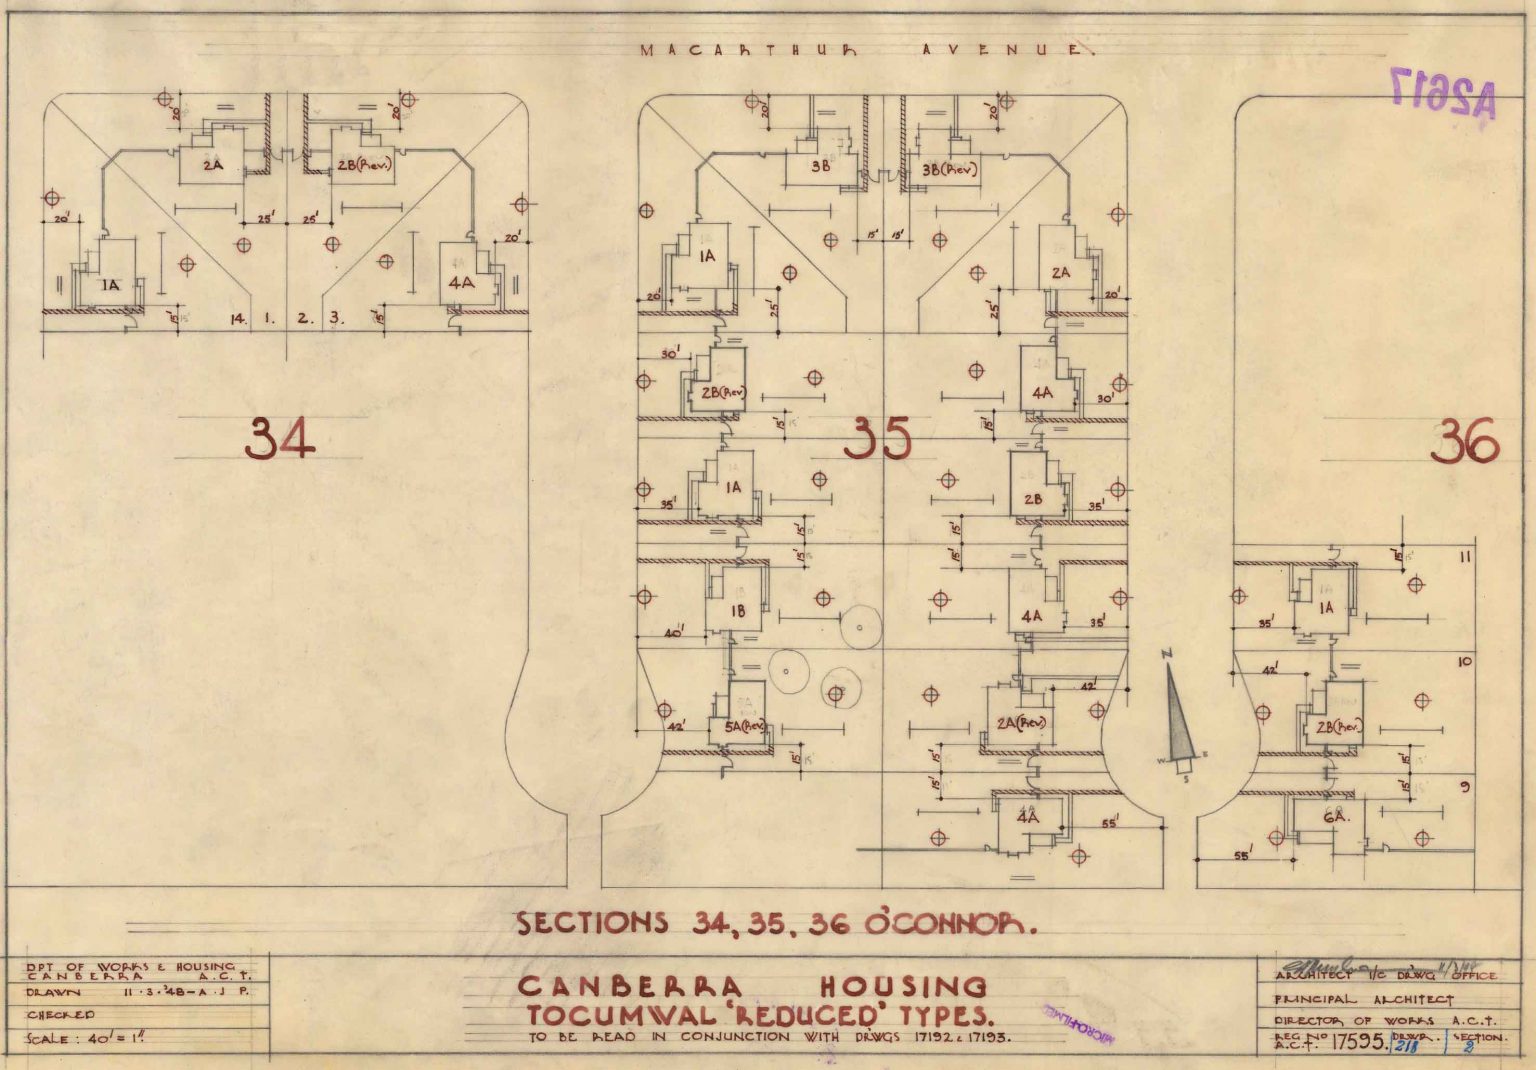 MACARTHUR AVENUE.
A2617
20' 20' 20' 20'
2A 2B(Rev.) 3B 3B(Rev)
20' 25' 25' 20' 15' 15'
1A 4A 1A 2A
20' 25' 25' 20'
15' 14. 1. 2. 3. 15'
30' 2B(Rev) 4A 30'
15' 15'
34 35 36
1A 2B
35' 35'
15' 15'
15' 15' 15' 11
1B 4A 1A
40' 35' 35'
10
42' 42' 42'
5A(Rev) 2A(Rev) 2B(Rev)
15' 15' 15'
15' 15' 9
4A 6A.
55' 55'
N
W E
S
SECTIONS 34, 35, 36 O'CONNOR.
DPT OF WORKS & HOUSING
CANBERRA A.C.T.
DRAWN 11.3.'48-A.J P.
CHECKED
SCALE : 40' = 1"
CANBERRA HOUSING
TOCUMWAL 'REDUCED' TYPES.
TO BE READ IN CONJUNCTION WITH DRWGS 17192 & 17193.
MICROFILMED
ARCHITECT I/C DRWG OFFICE
PRINCIPAL ARCHITECT
DIRECTOR OF WORKS A.C.T.
REG No A.C.T. 17595. DRWR. 218 SECTION. 2